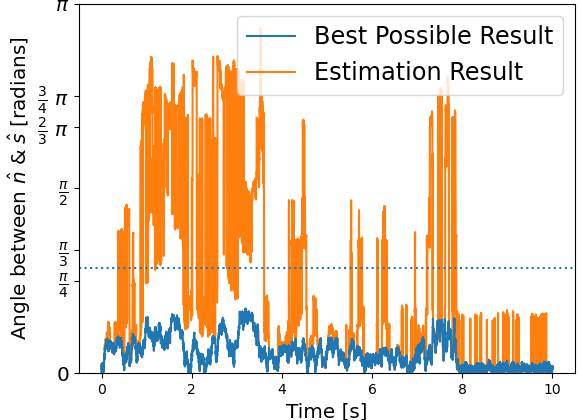 π
3/4 π
2/3 π
π/2
π/3
π/4
0
Angle between n̂ & ŝ [radians]
Best Possible Result
Estimation Result
0 2 4 6 8 10
Time [s]